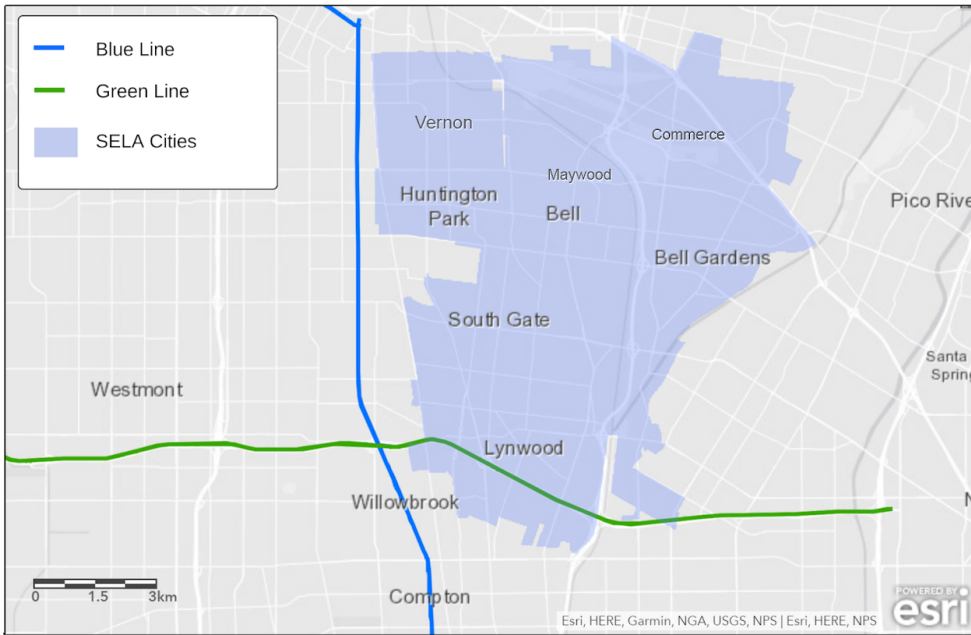 Blue Line
Green Line
SELA Cities
Vernon
Commerce
Maywood
Huntington
Park
Bell
Pico Rive
Bell Gardens
South Gate
Santa
Spring
Westmont
Lynwood
Willowbrook
N
Compton
0 1.5 3km
POWERED BY
esri
Esri, HERE, Garmin, NGA, USGS, NPS | Esri, HERE, NPS